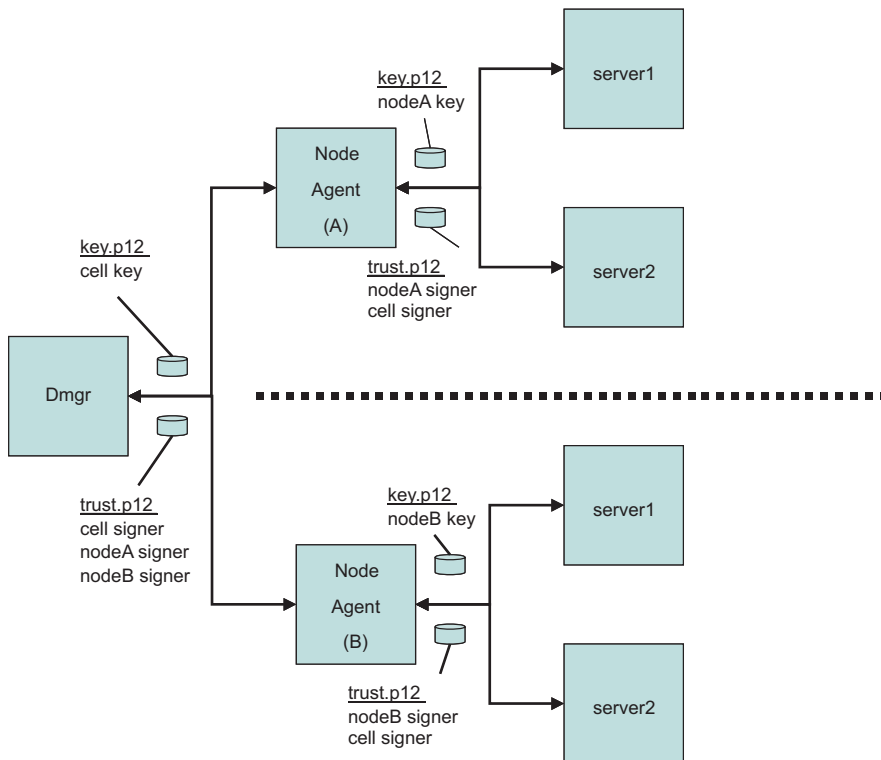 server1
key.p12
nodeA key
Node
Agent
(A)
trust.p12
nodeA signer
cell signer
server2
key.p12
cell key
Dmgr
trust.p12
cell signer
nodeA signer
nodeB signer
key.p12
nodeB key
server1
Node
Agent
(B)
trust.p12
nodeB signer
cell signer
server2